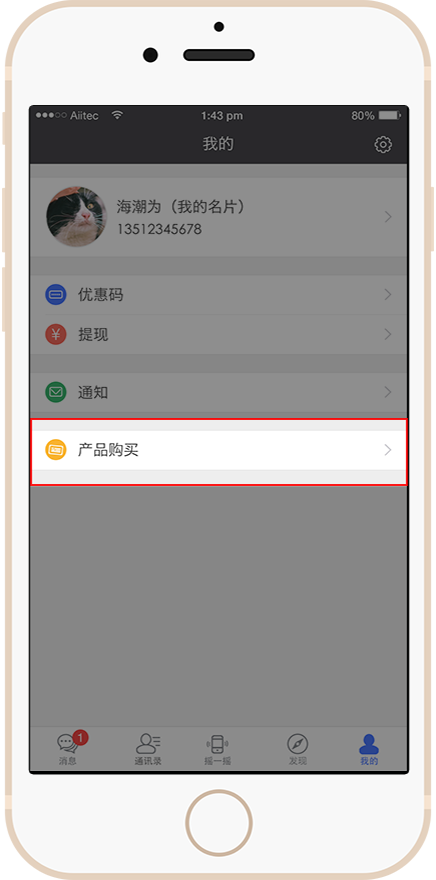 Aiitec 1:43 pm 80%
我的
海潮为（我的名片）
13512345678
优惠码
提现
通知
产品购买
1
消息 通讯录 摇一摇 发现 我的